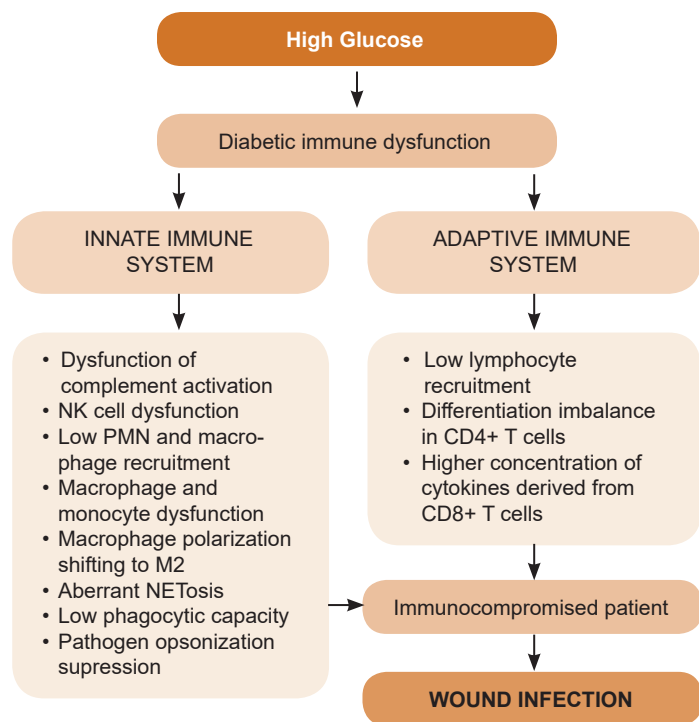 High Glucose
Diabetic immune dysfunction
INNATE IMMUNE
SYSTEM
• Dysfunction of
complement activation
• NK cell dysfunction
• Low PMN and macro-
phage recruitment
• Macrophage and
monocyte dysfunction
• Macrophage polarization
shifting to M2
• Aberrant NETosis
• Low phagocytic capacity
• Pathogen opsonization
supression
ADAPTIVE IMMUNE
SYSTEM
• Low lymphocyte
recruitment
• Differentiation imbalance
in CD4+ T cells
• Higher concentration of
cytokines derived from
CD8+ T cells
Immunocompromised patient
WOUND INFECTION